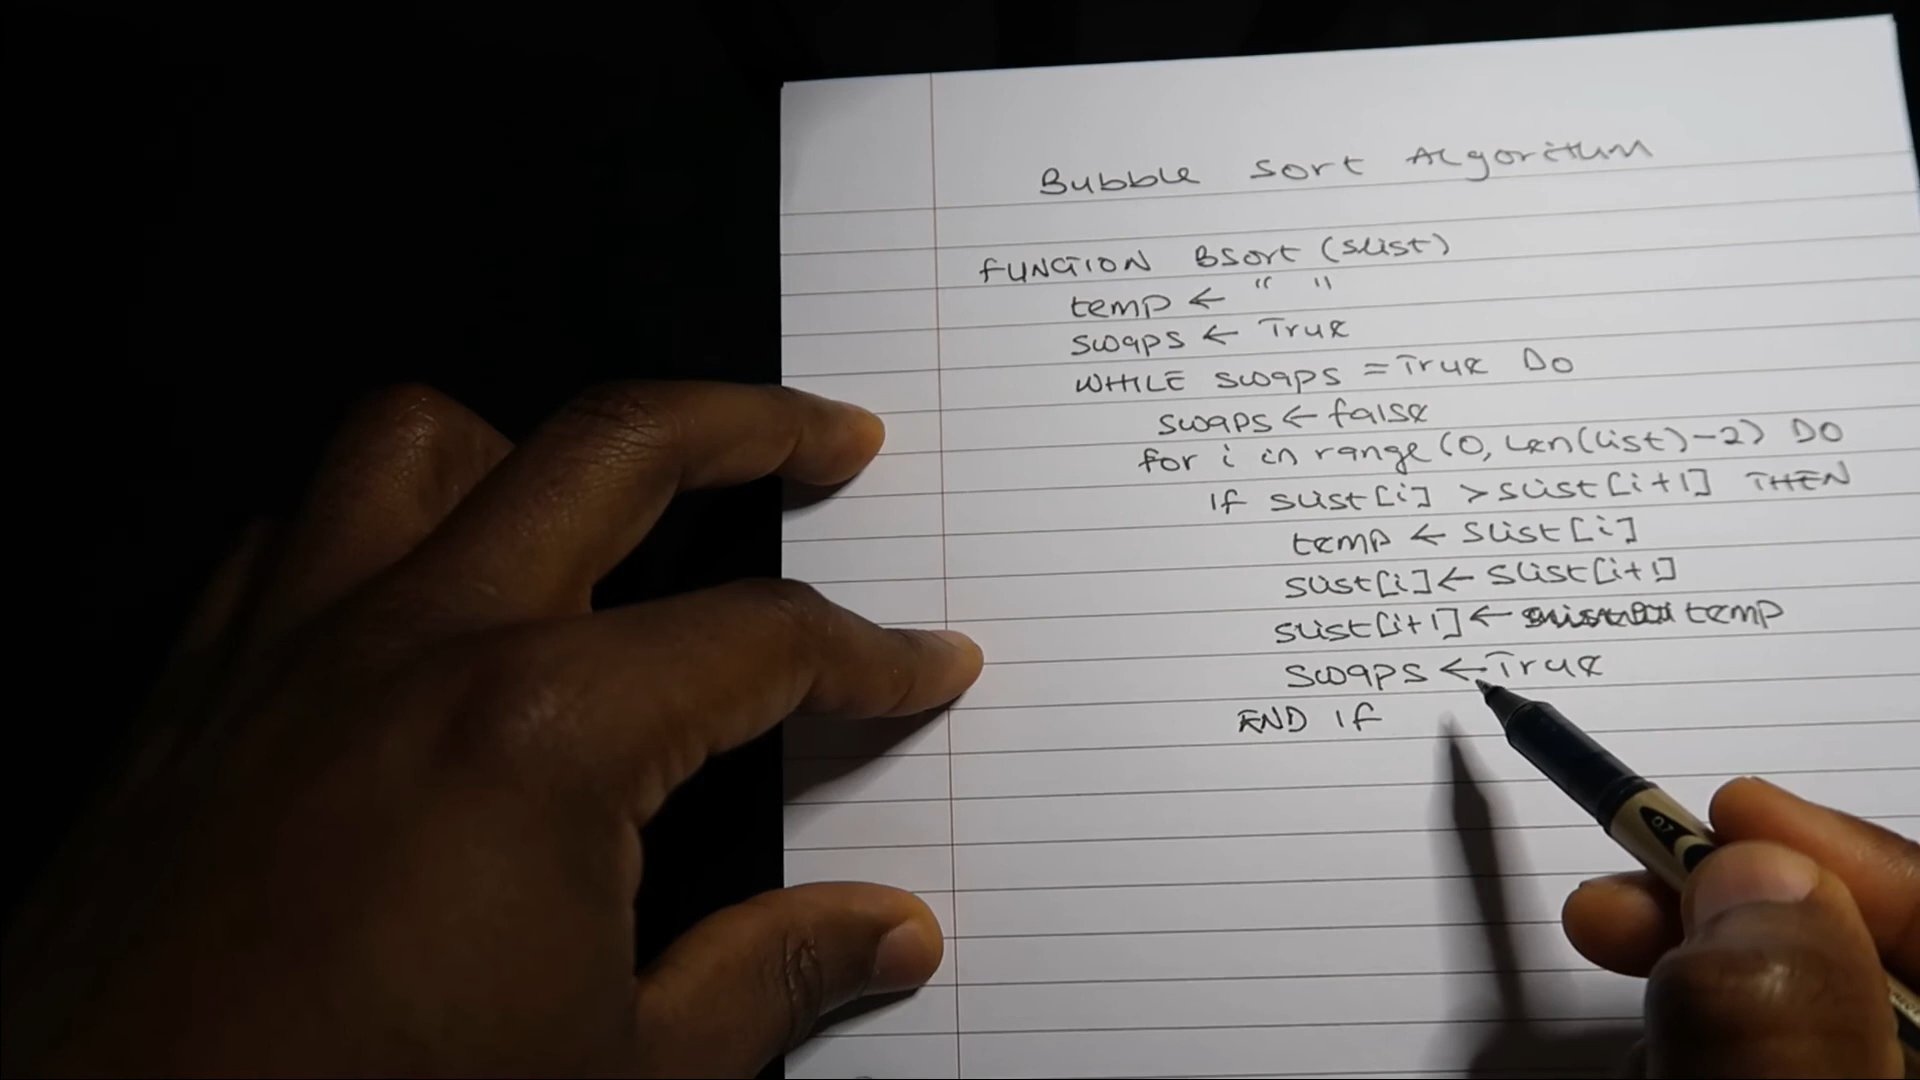 Bubble Sort Algorithm
FUNCTION BSort (slist)
temp ← " "
swaps ← True
WHILE swaps = True DO
swaps ← false
for i in range (0, Len(list)-2) DO
If slist[i] > slist[i+1] THEN
temp ← slist[i]
slist[i] ← slist[i+1]
slist[i+1] ← temp
swaps ← True
END If
0.7